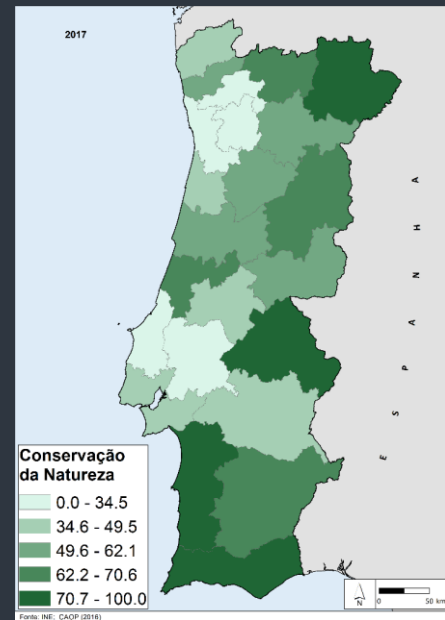 2017
ESPANHA
Conservação
da Natureza
0.0 - 34.5
34.6 - 49.5
49.6 - 62.1
62.2 - 70.6
70.7 - 100.0
N
0
50 km
Fonte: INE; CAOP (2016)